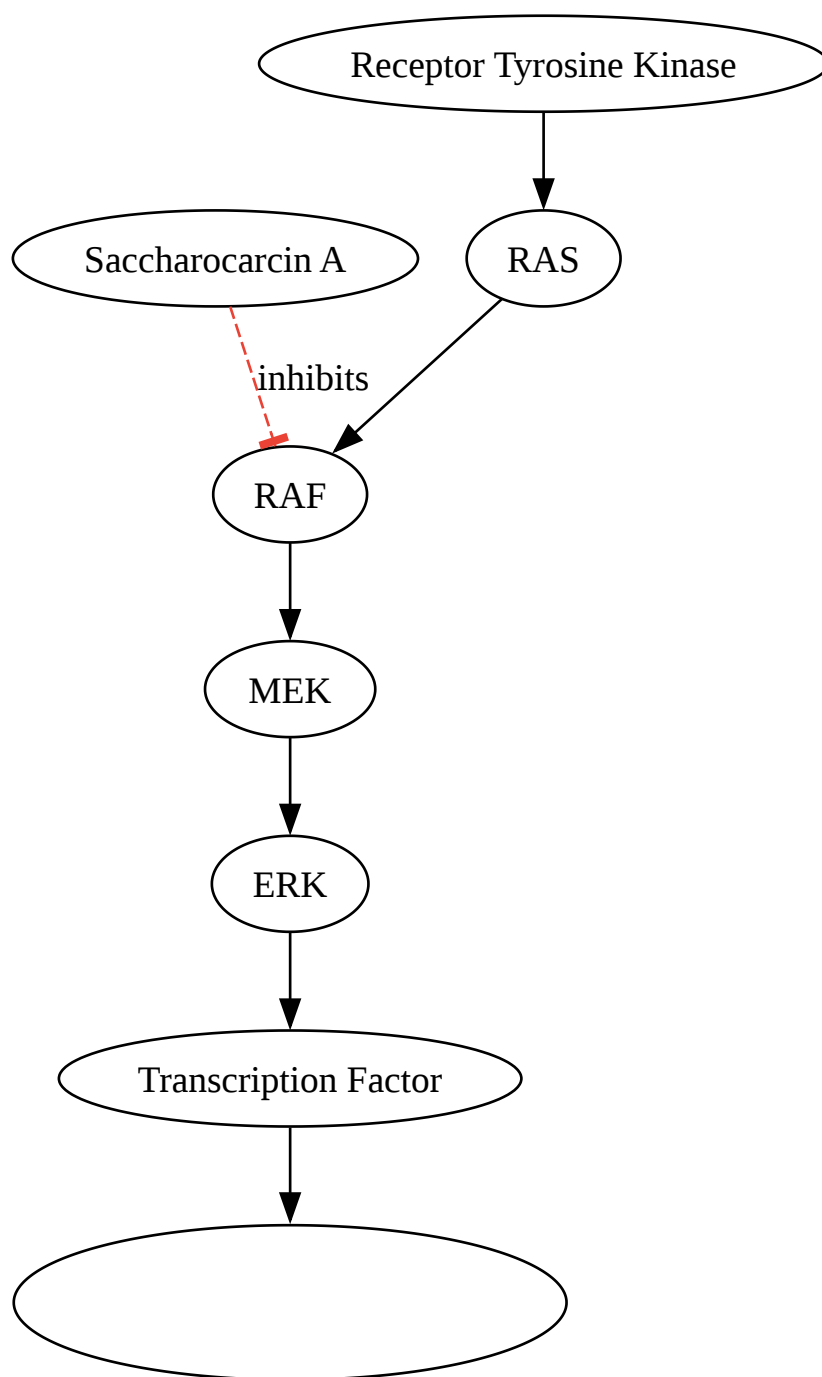 Receptor Tyrosine Kinase
Saccharocarcin A
RAS
inhibits
RAF
MEK
ERK
Transcription Factor